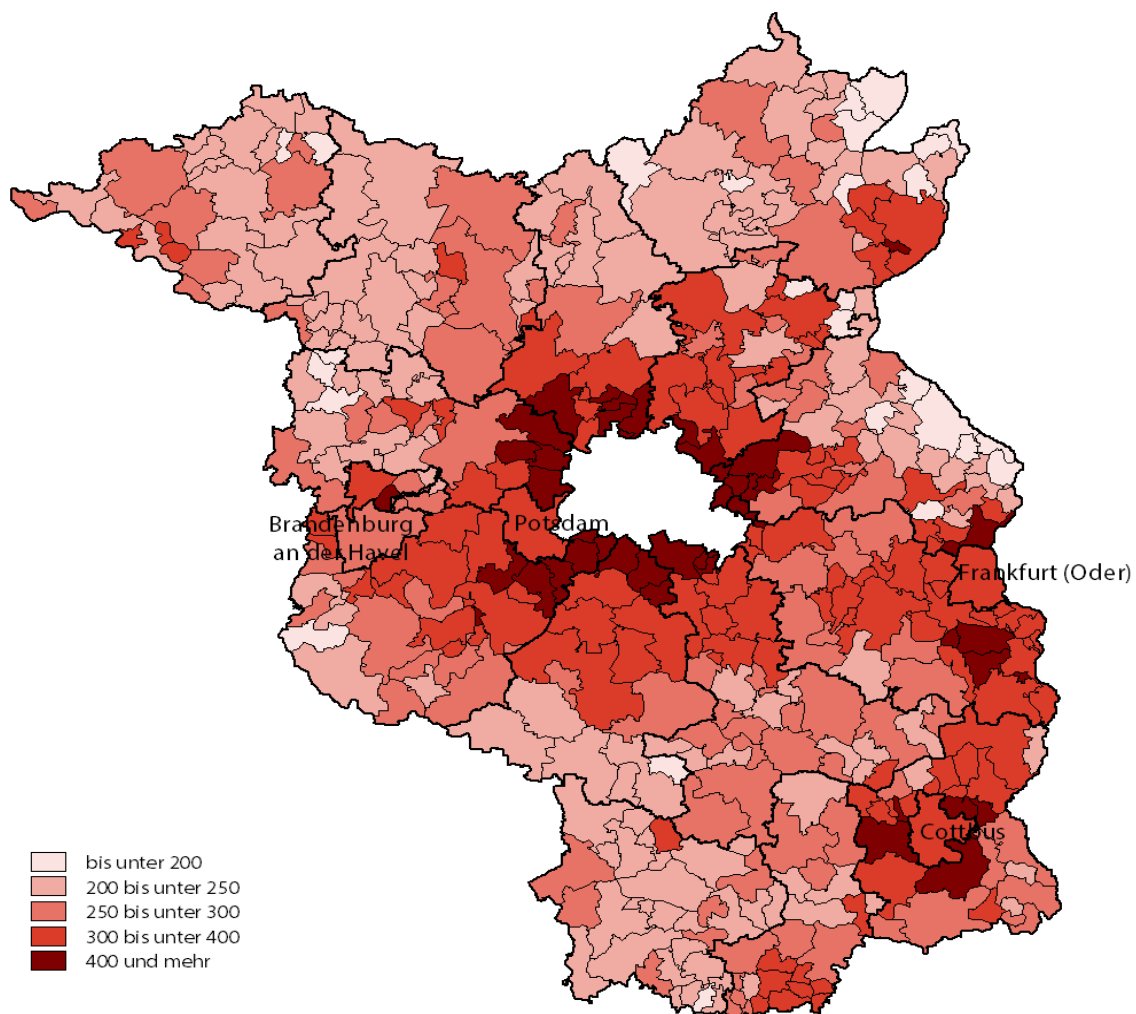 Brandenburg
an der Havel
Potsdam
Frankfurt (Oder)
Cottbus
bis unter 200
200 bis unter 250
250 bis unter 300
300 bis unter 400
400 und mehr